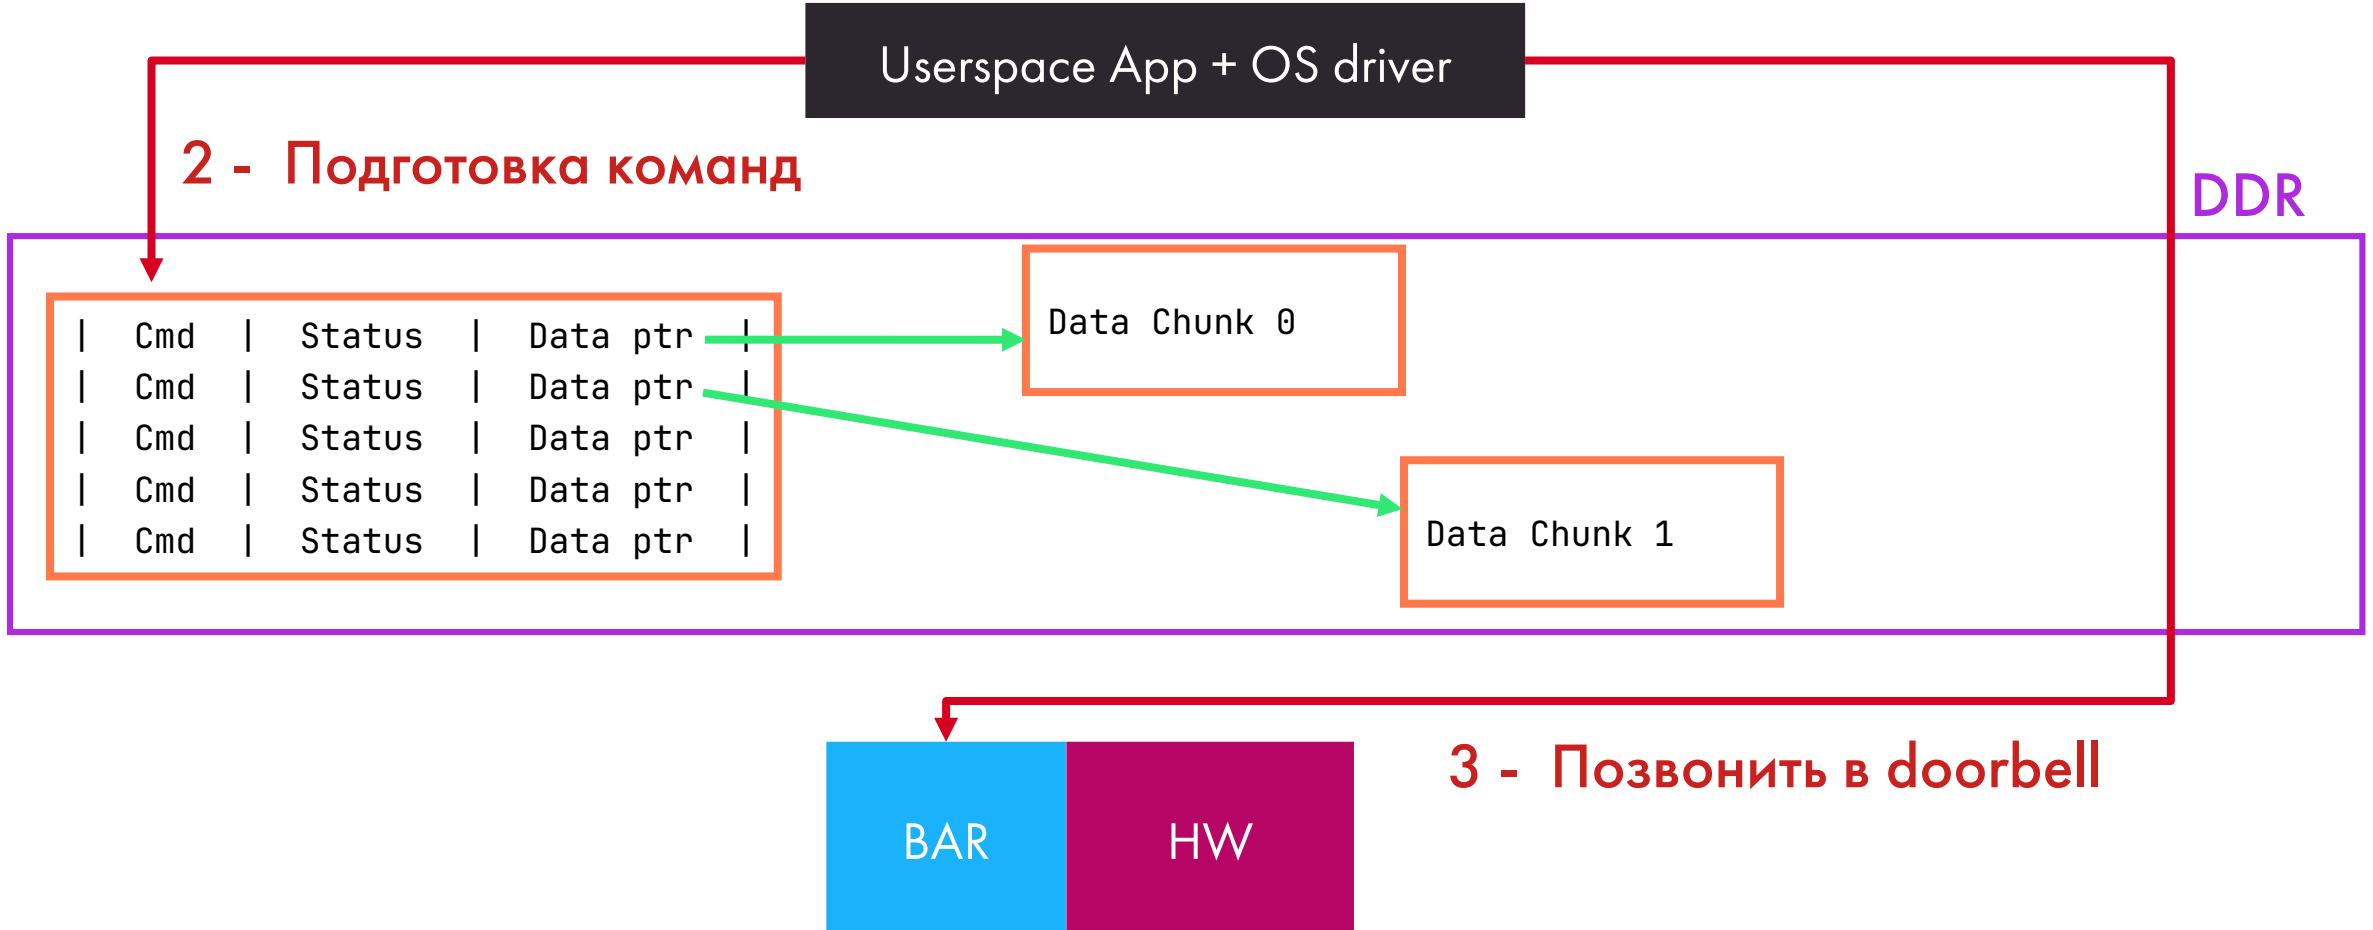 Userspace App + OS driver
2 - Подготовка команд
DDR
| Cmd | Status | Data ptr |
| Cmd | Status | Data ptr |
| Cmd | Status | Data ptr |
| Cmd | Status | Data ptr |
| Cmd | Status | Data ptr |
Data Chunk 0
Data Chunk 1
3 - Позвонить в doorbell
BAR
HW